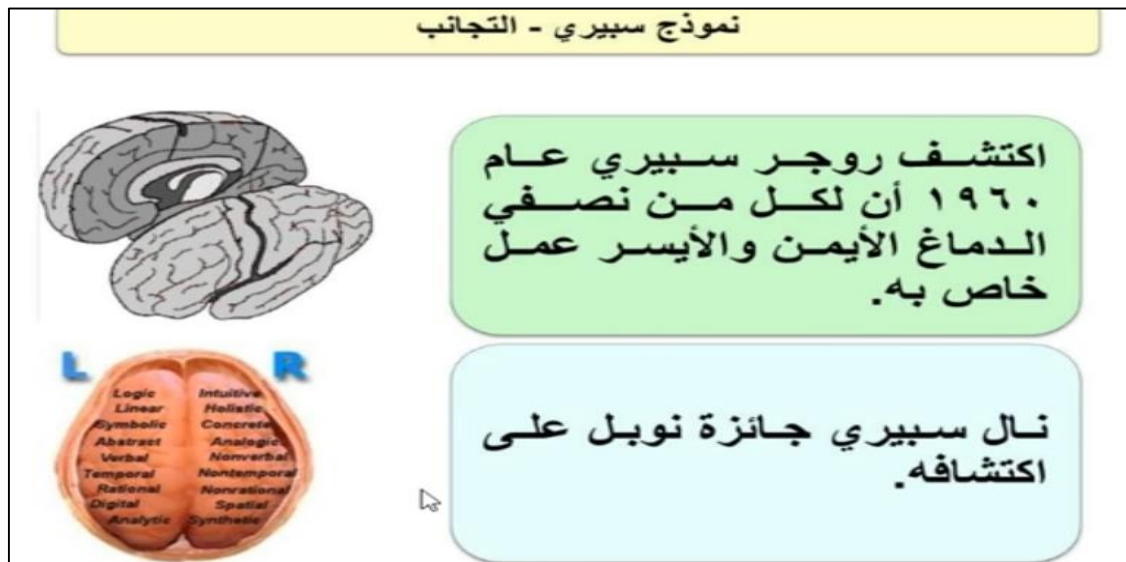 نموذج سبيري - التجانب
اكتشف روجر سبيري عام
١٩٦٠ أن لكل من نصفي
الدماغ الأيمن والأيسر عمل
خاص به.
نال سبيري جائزة نوبل على
اكتشافه.
L R
Logic Intuitive
Linear Holistic
Symbolic Concrete
Abstract Analogic
Verbal Nonverbal
Temporal Nontemporal
Rational Nonrational
Digital Spatial
Analytic Synthetic